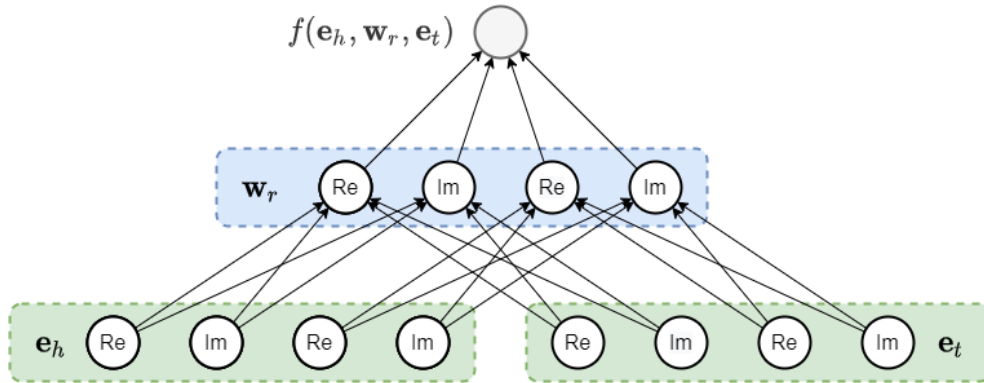 f(e_h, w_r, e_t)
w_r Re Im Re Im
e_h Re Im Re Im Re Im Re Im e_t